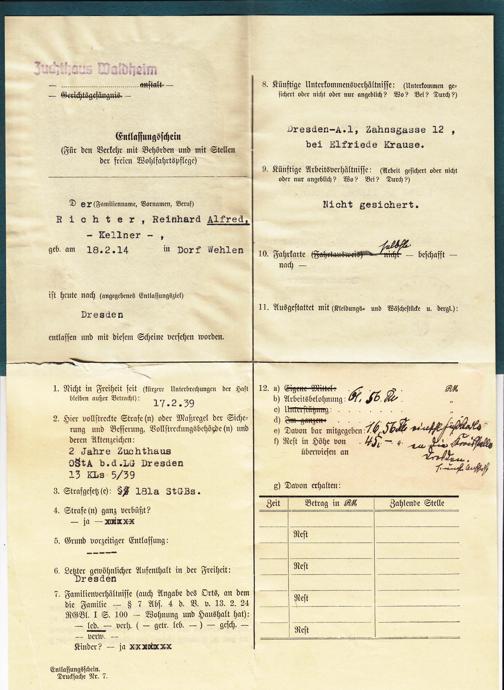 Zuchthaus Waldheim
— anstalt —
— Gerichtsgefängnis —
Entlassungsschein
(Für den Verkehr mit Behörden und mit Stellen
der freien Wohlfahrtspflege)
Der (Familienname, Vornamen, Beruf)
Richter, Reinhard Alfred,
- Kellner - ,
geb. am 18.2.14 in Dorf Wehlen
ist heute nach (angegebenes Entlassungsziel)
Dresden
entlassen und mit diesem Scheine versehen worden.
1. Nicht in Freiheit seit (kürzere Unterbrechungen der Haft
bleiben außer Betracht):
17.2.39
2. Hier vollstreckte Strafe(n) oder Maßregel der Siche-
rung und Besserung, Vollstreckungsbehörde(n) und
deren Aktenzeichen:
2 Jahre Zuchthaus
OStA b.d.LG Dresden
13 KLs 5/39
3. Strafgesetz(e): §§ 181a StGBs.
4. Strafe(n) ganz verbüßt?
— ja —
5. Grund vorzeitiger Entlassung:
-----
6. Letzter gewöhnlicher Aufenthalt in der Freiheit:
Dresden
7. Familienverhältnisse (auch Angabe des Orts, an dem
die Familie — § 7 Abs. 4 d. V. v. 13. 2. 24
RGBl. I S. 100 — Wohnung und Haushalt hat):
— led. — verh. ( — getr. leb. — ) — gesch. —
— verw. —
Kinder? — ja
Entlassungsschein.
Drucksache Nr. 7.
8. Künftige Unterkommensverhältnisse: (Unterkommen ge-
sichert oder nicht oder nur angeblich? Wo? Bei? Durch?)
Dresden-A.1, Zahnsgasse 12 ,
bei Elfriede Krause.
9. Künftige Arbeitsverhältnisse: (Arbeit gesichert oder nicht
oder nur angeblich? Wo? Bei? Durch?)
Nicht gesichert.
10. Fahrkarte (Fahrtausweis) — nicht — beschafft —
nach —
11. Ausgestattet mit (Kleidungs- und Wäschestücke u. dergl.):
12. a) Eigene Mittel RM
b) Arbeitsbelohnung:
c) Unterstützung:
d) Im ganzen:
e) Davon bar mitgegeben 16,56
f) Rest in Höhe von 45,-
überwiesen an
Dresden.
g) Davon erhalten:
Zeit Betrag in RM Zahlende Stelle
Rest
Rest
Rest
Rest